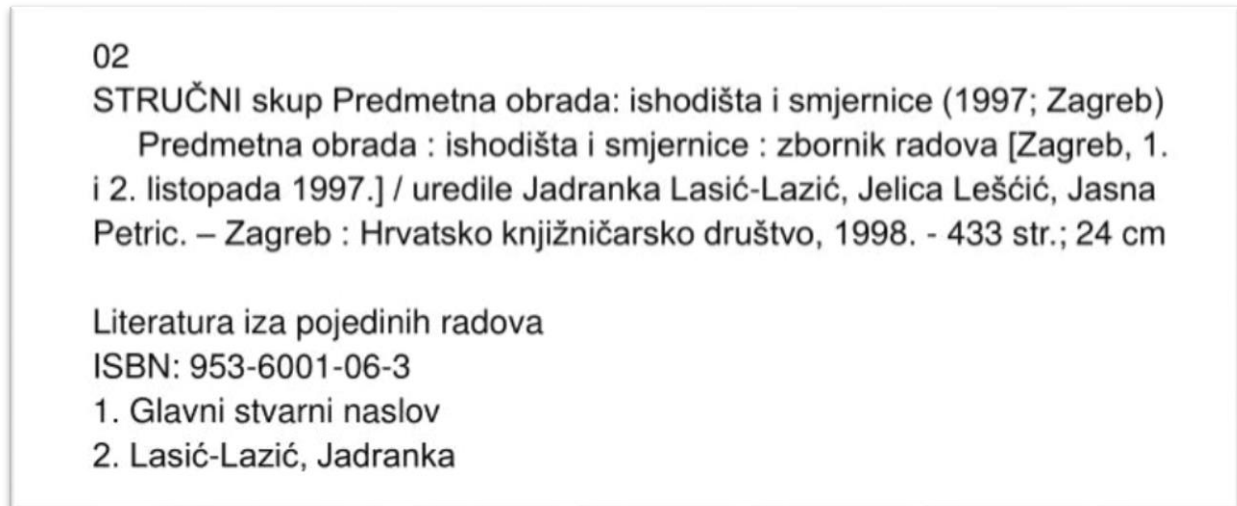 02
STRUČNI skup Predmetna obrada: ishodišta i smjernice (1997; Zagreb)
Predmetna obrada : ishodišta i smjernice : zbornik radova [Zagreb, 1.
i 2. listopada 1997.] / uredile Jadranka Lasić-Lazić, Jelica Lešćić, Jasna
Petric. – Zagreb : Hrvatsko knjižničarsko društvo, 1998. - 433 str.; 24 cm
Literatura iza pojedinih radova
ISBN: 953-6001-06-3
1. Glavni stvarni naslov
2. Lasić-Lazić, Jadranka